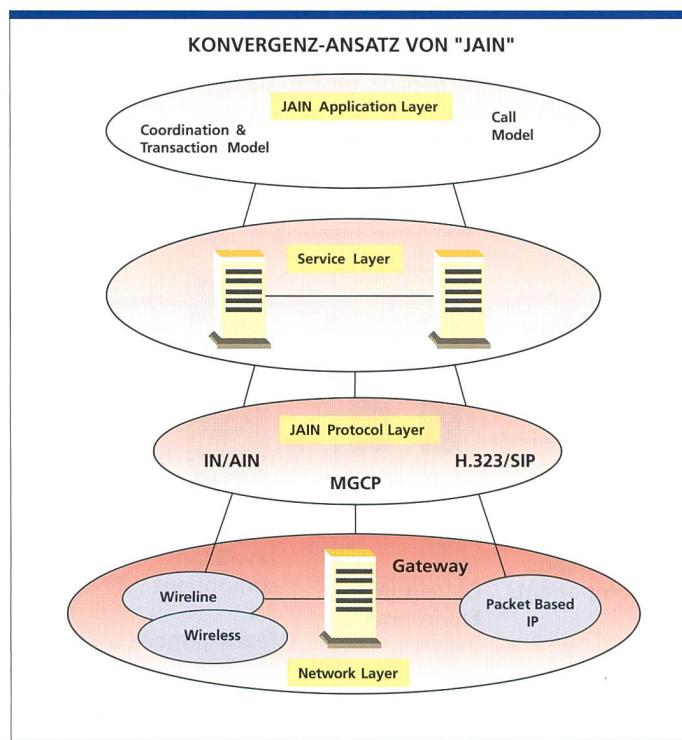 KONVERGENZ-ANSATZ VON "JAIN"
JAIN Application Layer
Coordination &
Transaction Model
Call
Model
Service Layer
JAIN Protocol Layer
IN/AIN
H.323/SIP
MGCP
Gateway
Wireline
Wireless
Packet Based
IP
Network Layer